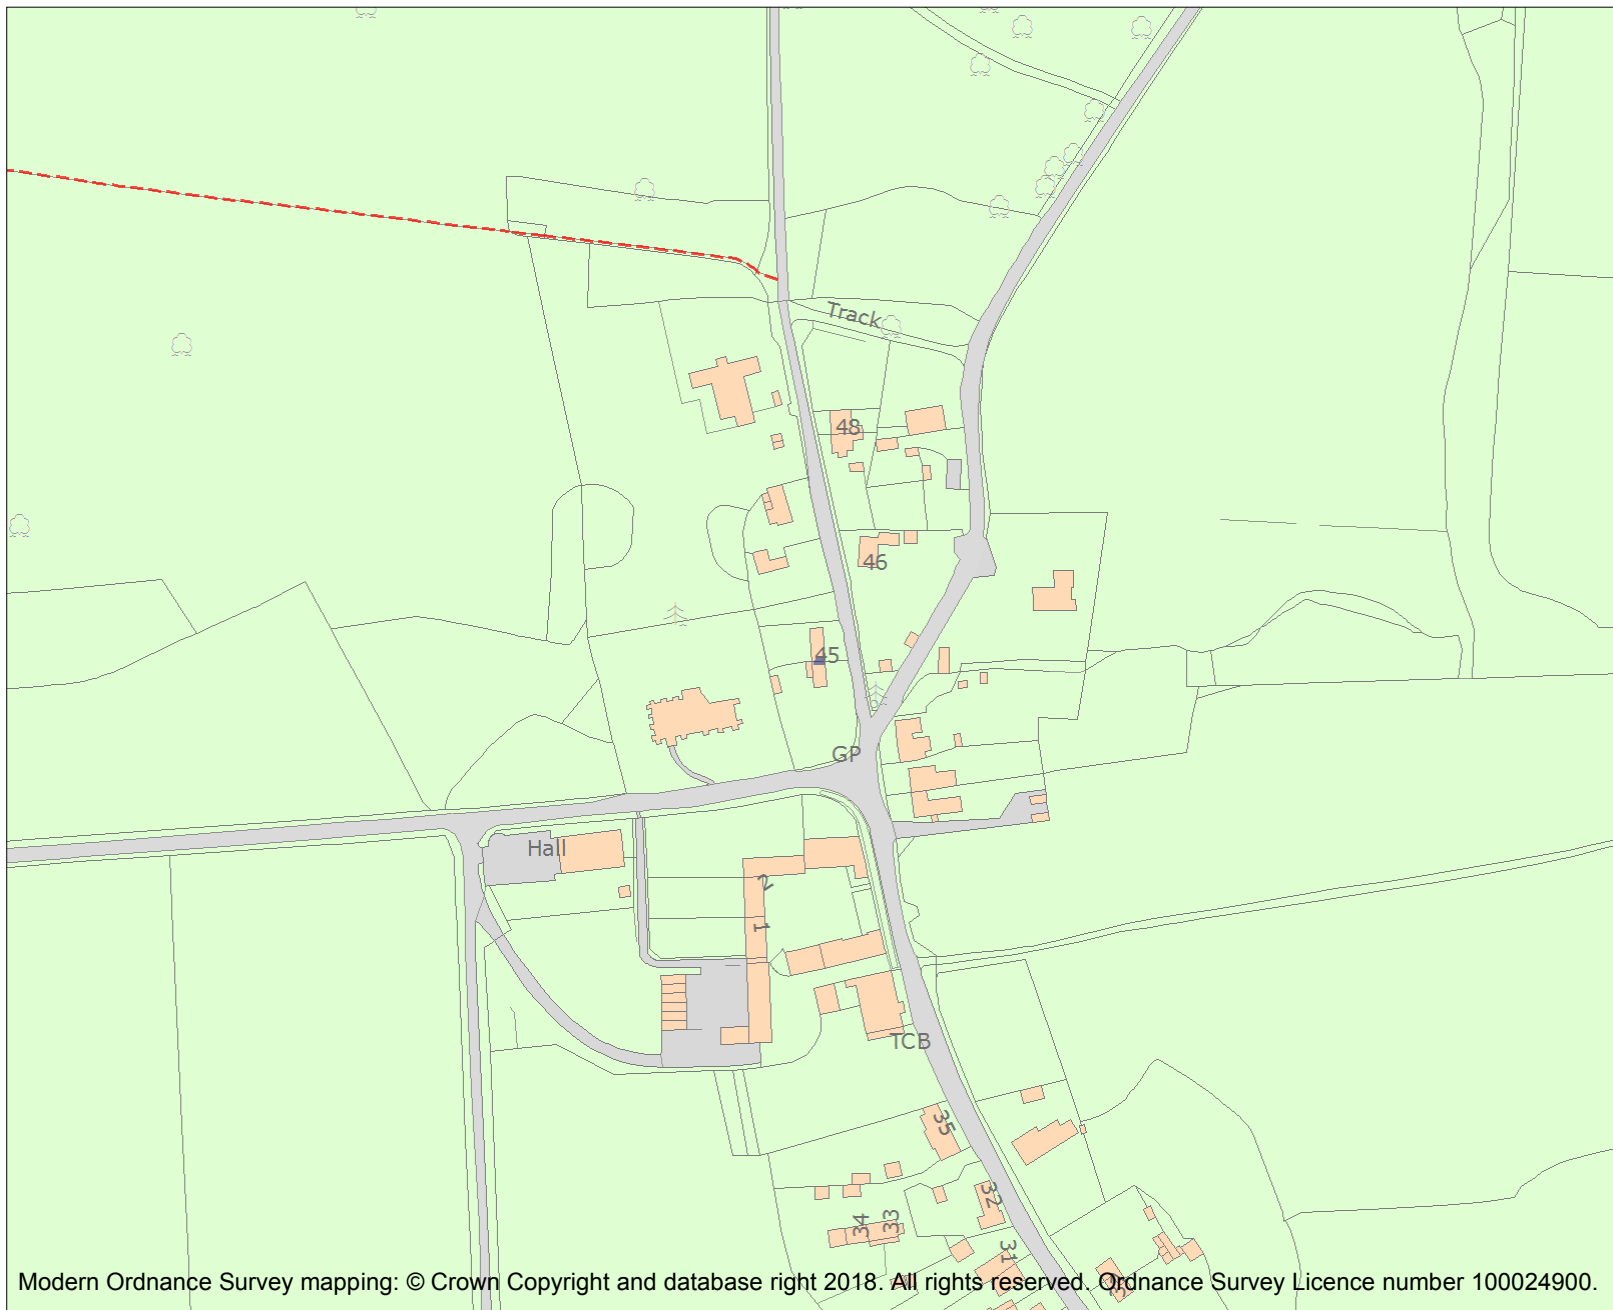 Track
48
46
45
GP
Hall
2
1
TCB
35
32
34
33
31
Modern Ordnance Survey mapping: © Crown Copyright and database right 2018. All rights reserved. Ordnance Survey Licence number 100024900.